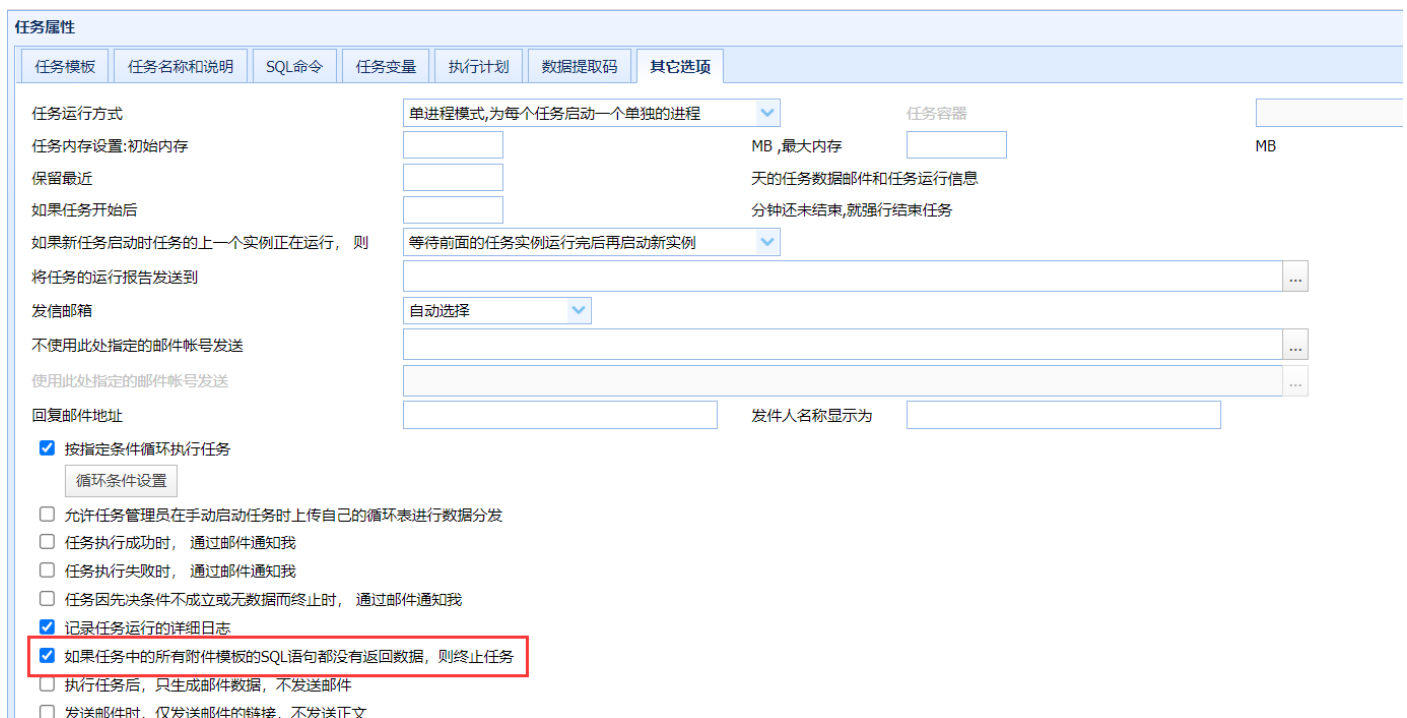 任务属性
任务模板 任务名称和说明 SQL命令 任务变量 执行计划 数据提取码 其它选项
任务运行方式 单进程模式,为每个任务启动一个单独的进程 任务容器
任务内存设置:初始内存 MB ,最大内存 MB
保留最近 天的任务数据邮件和任务运行信息
如果任务开始后 分钟还未结束,就强行结束任务
如果新任务启动时任务的上一个实例正在运行， 则 等待前面的任务实例运行完后再启动新实例
将任务的运行报告发送到 ...
发信邮箱 自动选择
不使用此处指定的邮件帐号发送 ...
使用此处指定的邮件帐号发送 ...
回复邮件地址 发件人名称显示为
按指定条件循环执行任务
循环条件设置
允许任务管理员在手动启动任务时上传自己的循环表进行数据分发
任务执行成功时， 通过邮件通知我
任务执行失败时， 通过邮件通知我
任务因先决条件不成立或无数据而终止时， 通过邮件通知我
记录任务运行的详细日志
如果任务中的所有附件模板的SQL语句都没有返回数据，则终止任务
执行任务后，只生成邮件数据，不发送邮件
发送邮件时，仅发送邮件的链接，不发送正文